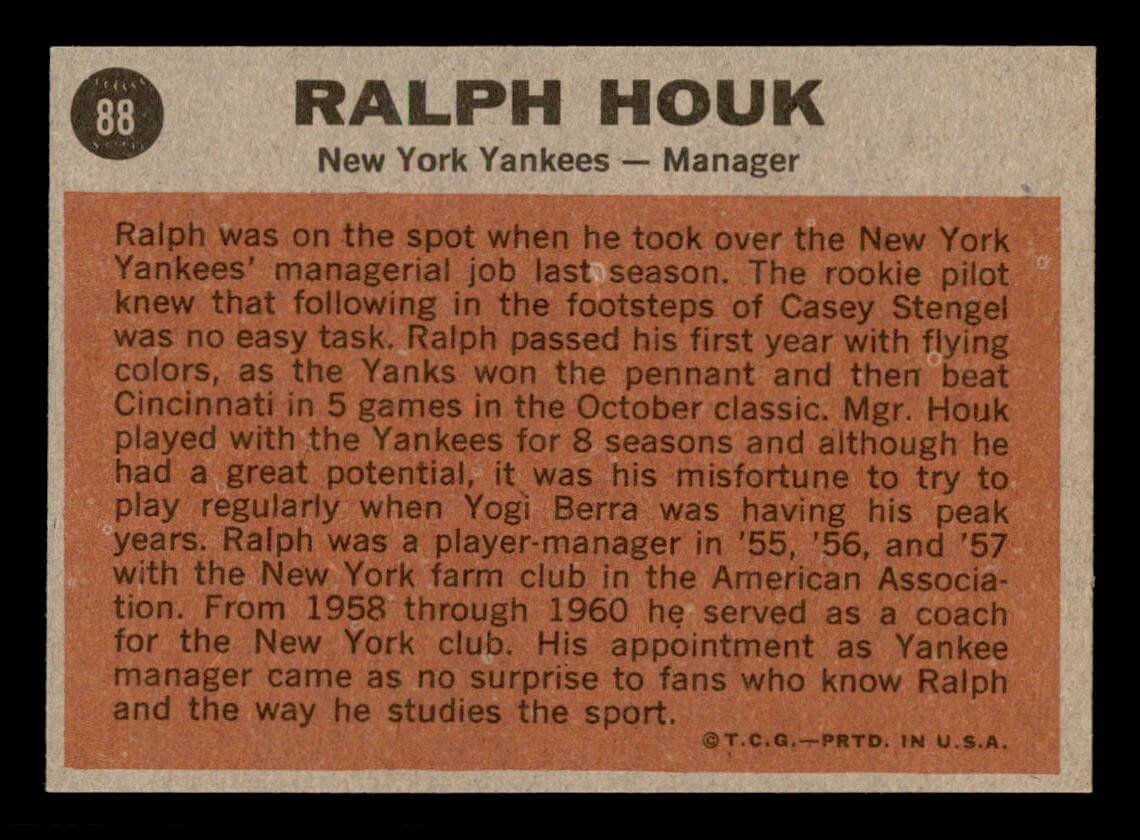 88
RALPH HOUK
New York Yankees — Manager
Ralph was on the spot when he took over the New York
Yankees' managerial job last season. The rookie pilot
knew that following in the footsteps of Casey Stengel
was no easy task. Ralph passed his first year with flying
colors, as the Yanks won the pennant and then beat
Cincinnati in 5 games in the October classic. Mgr. Houk
played with the Yankees for 8 seasons and although he
had a great potential, it was his misfortune to try to
play regularly when Yogi Berra was having his peak
years. Ralph was a player-manager in '55, '56, and '57
with the New York farm club in the American Associa-
tion. From 1958 through 1960 he served as a coach
for the New York club. His appointment as Yankee
manager came as no surprise to fans who know Ralph
and the way he studies the sport.
©T.C.G.—PRTD. IN U.S.A.